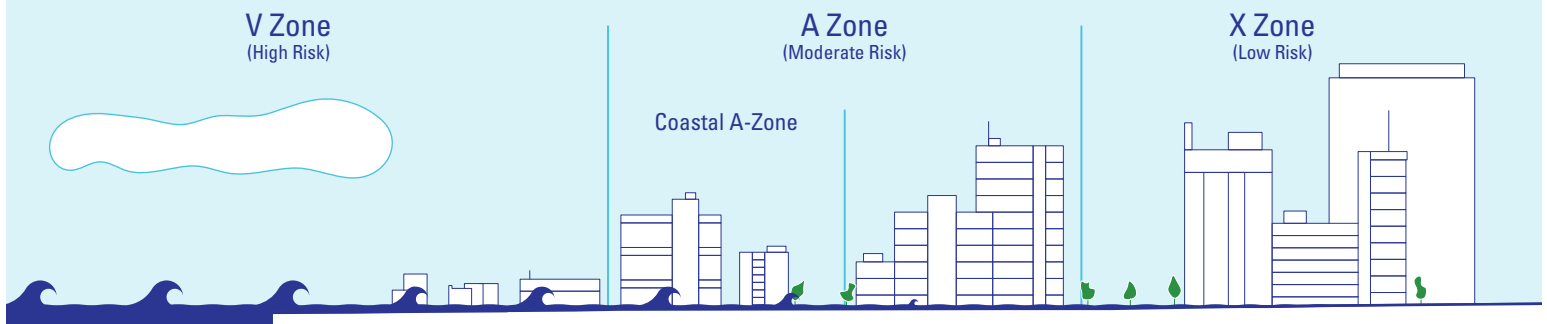 V Zone
(High Risk)
A Zone
(Moderate Risk)
X Zone
(Low Risk)
Coastal A-Zone